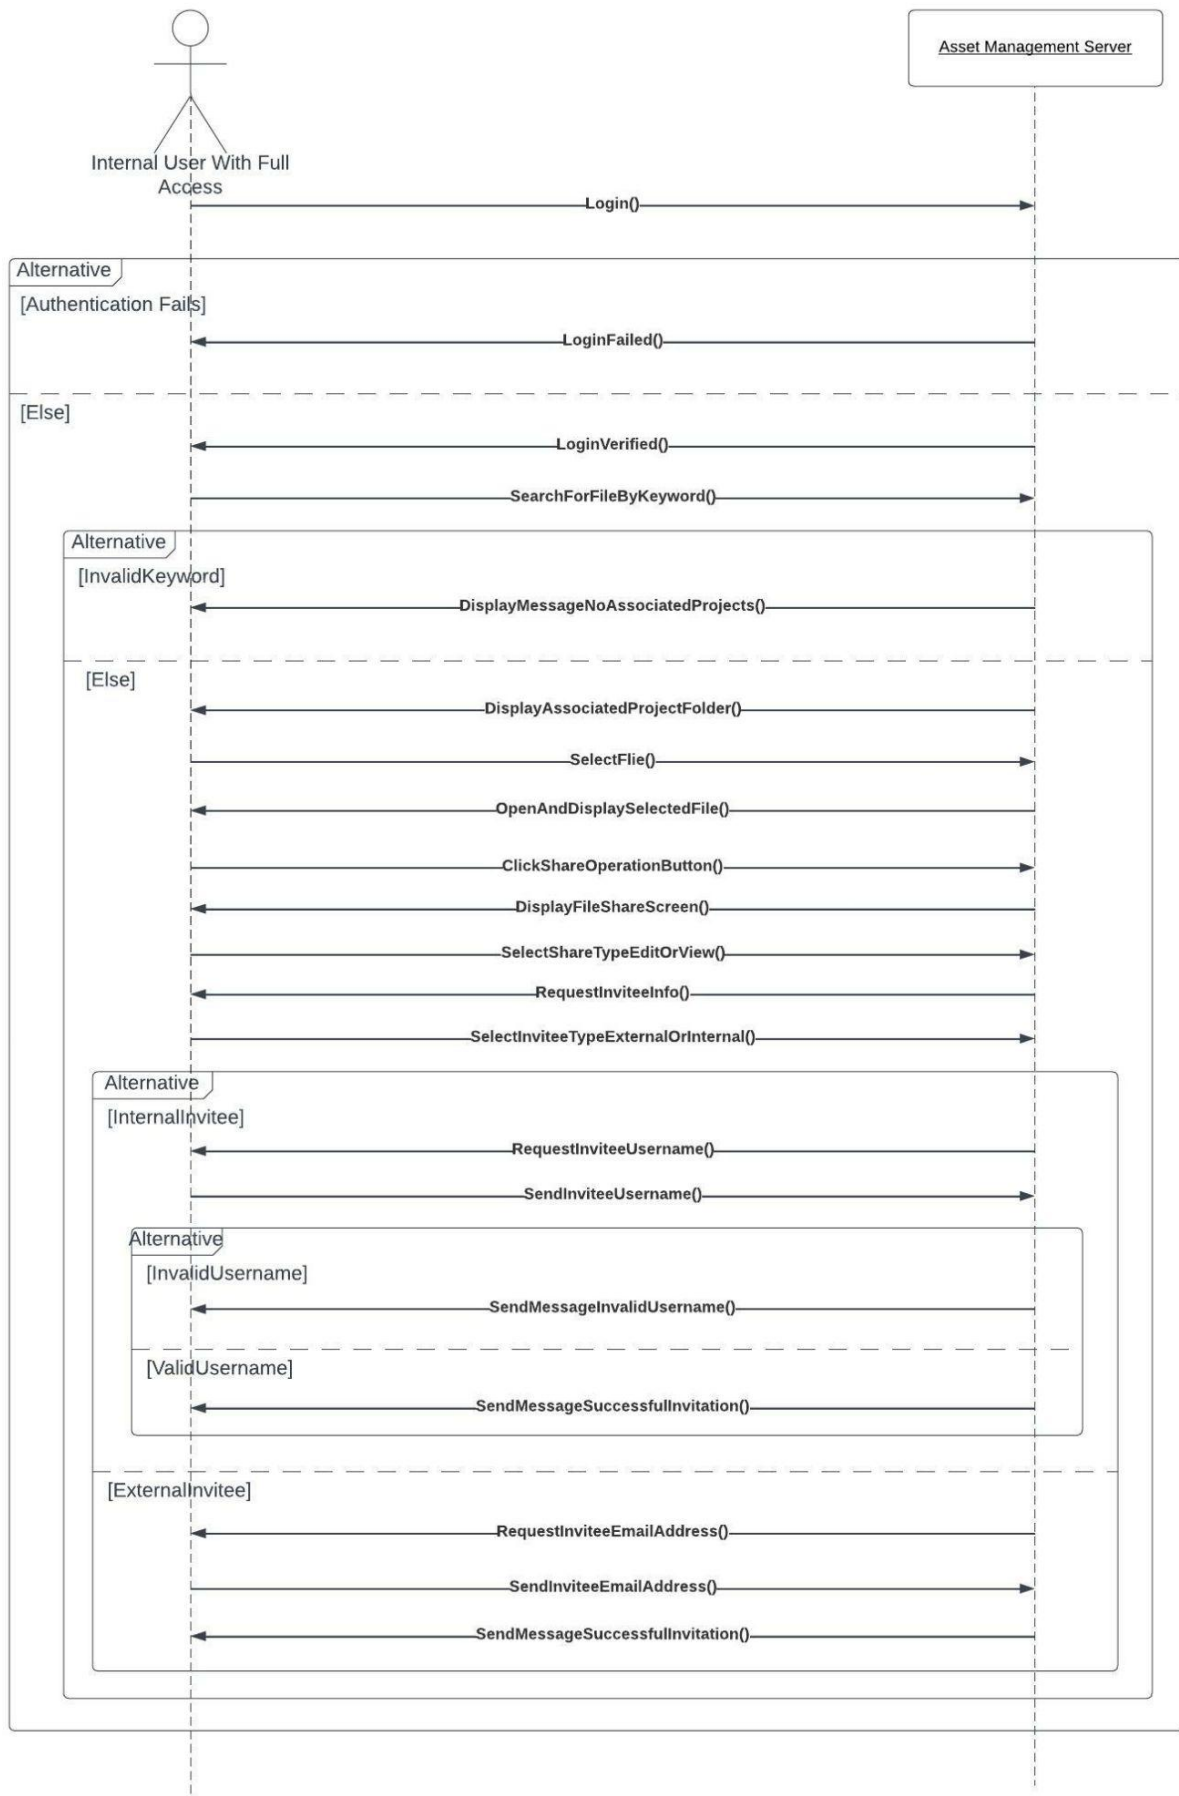 Asset Management Server
Internal User With Full
Access
Login()
Alternative
[Authentication Fails]
LoginFailed()
[Else]
LoginVerified()
SearchForFileByKeyword()
Alternative
[InvalidKeyword]
DisplayMessageNoAssociatedProjects()
[Else]
DisplayAssociatedProjectFolder()
SelectFlie()
OpenAndDisplaySelectedFile()
ClickShareOperationButton()
DisplayFileShareScreen()
SelectShareTypeEditOrView()
RequestInviteeInfo()
SelectInviteeTypeExternalOrInternal()
Alternative
[InternalInvitee]
RequestInviteeUsername()
SendInviteeUsername()
Alternative
[InvalidUsername]
SendMessageInvalidUsername()
[ValidUsername]
SendMessageSuccessfulInvitation()
[ExternalInvitee]
RequestInviteeEmailAddress()
SendInviteeEmailAddress()
SendMessageSuccessfulInvitation()